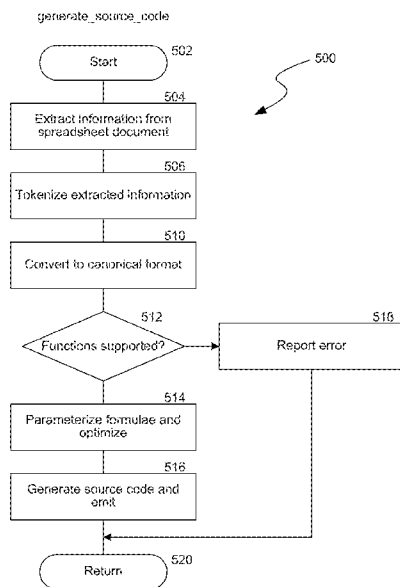 generate_source_code
Start
502
500
504
Extract information from
spreadsheet document
506
Tokenize extracted information
510
Convert to canonical format
512
Functions supported?
518
Report error
514
Parameterize formulae and
optimize
516
Generate source code and
emit
Return
520